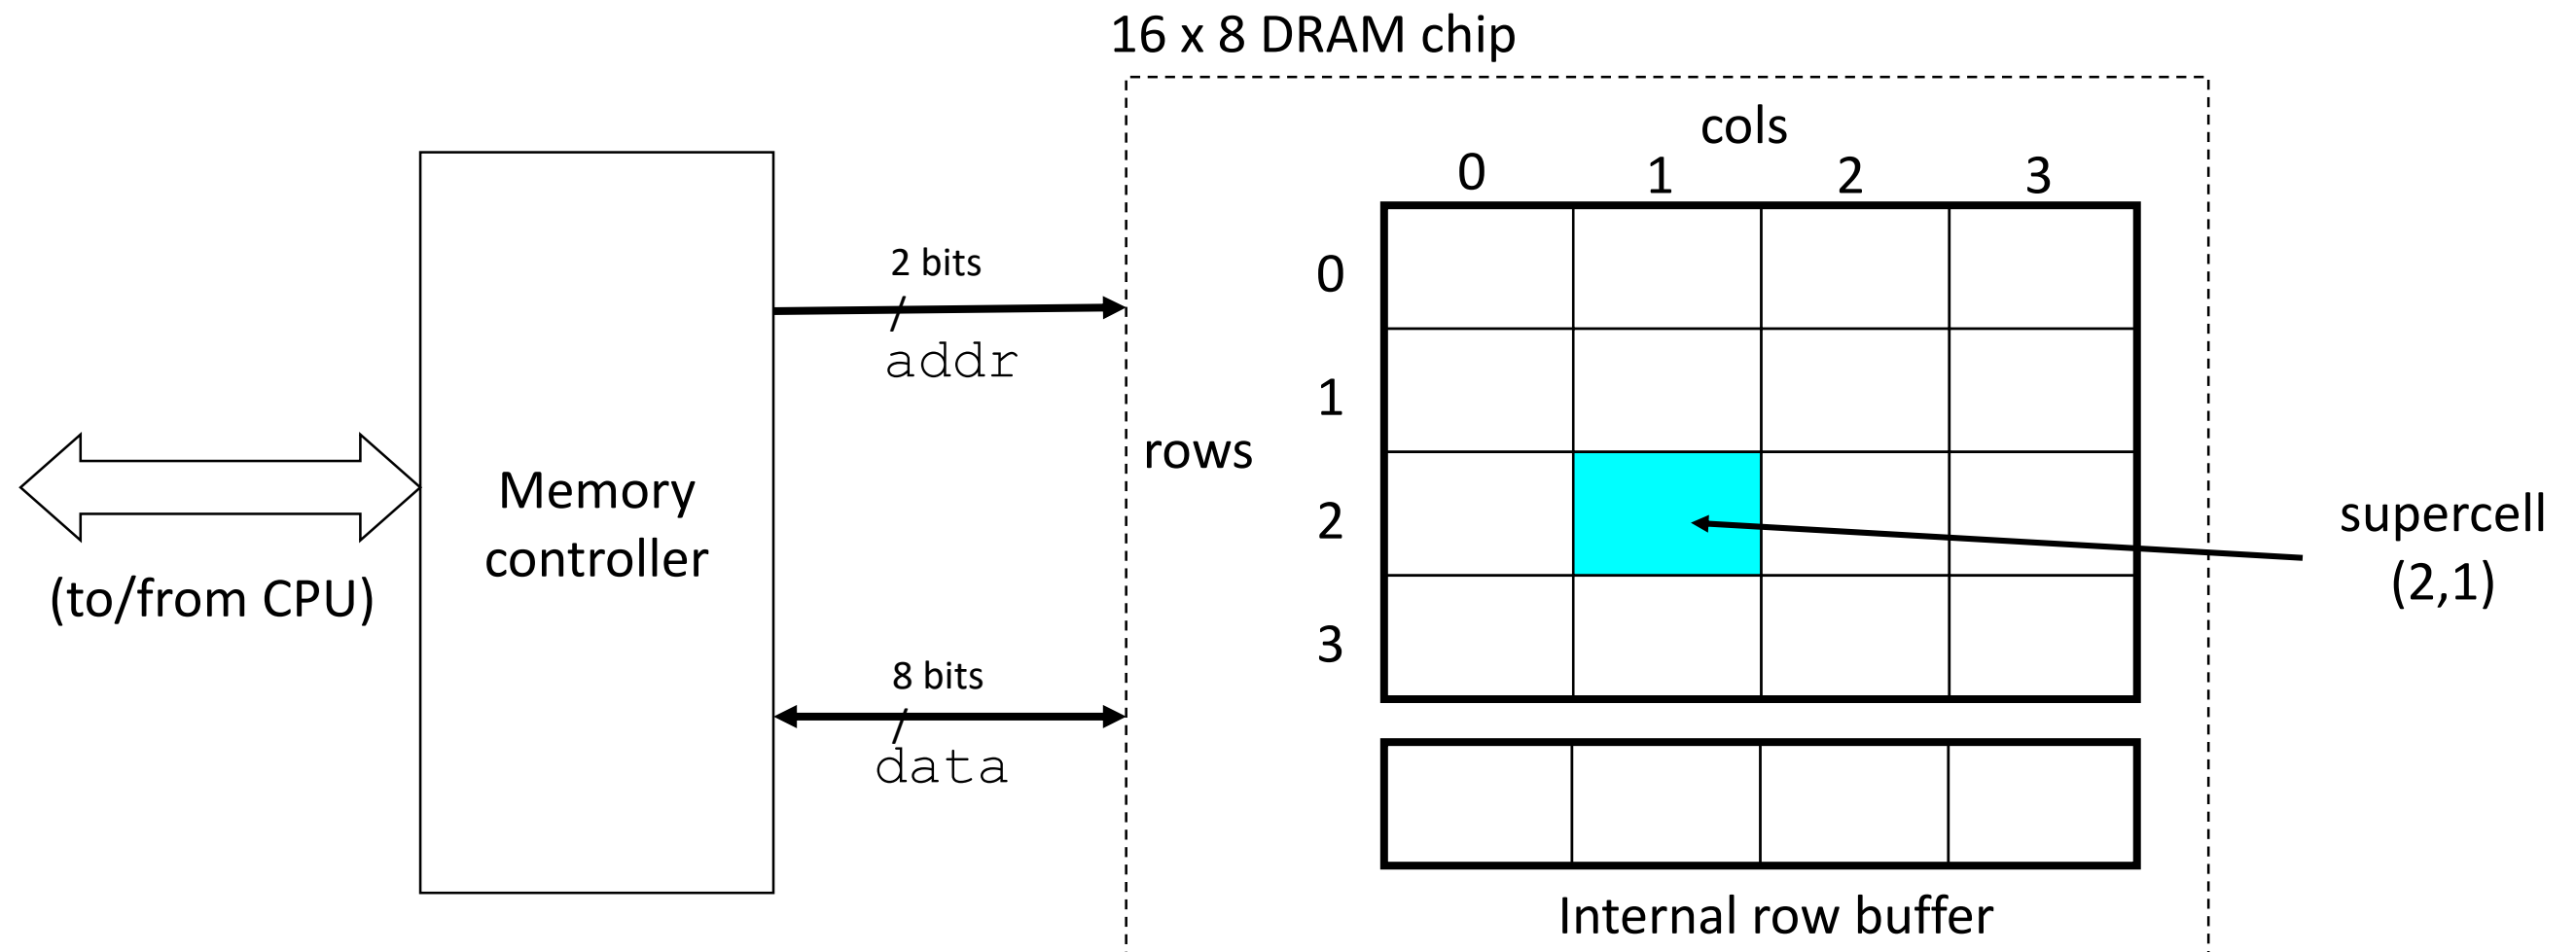 16 x 8 DRAM chip
cols
0 1 2 3
2 bits
addr
0
1
rows
2
3
Memory
controller
(to/from CPU)
supercell
(2,1)
8 bits
data
Internal row buffer